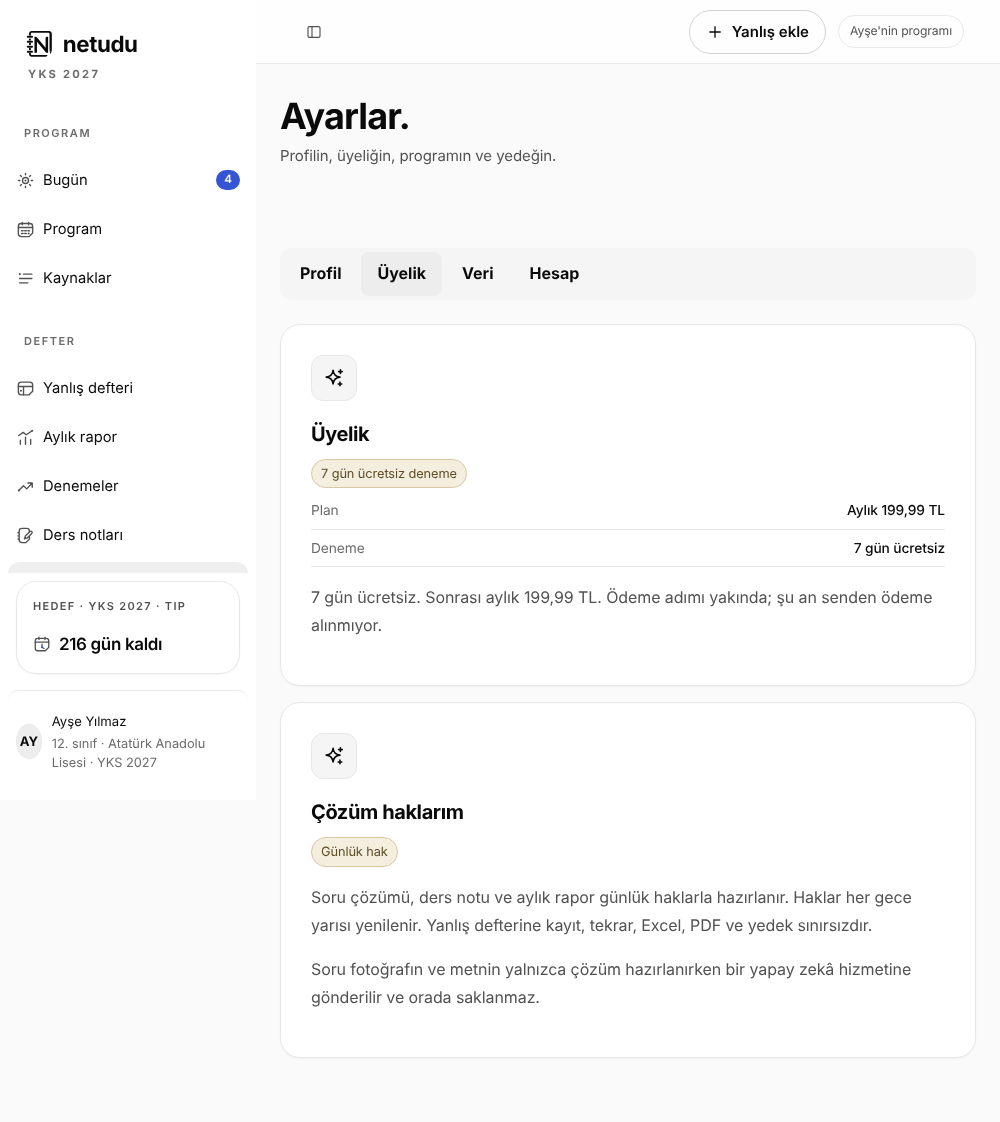 netudu
YKS 2027
PROGRAM
Bugün
4
Program
Kaynaklar
DEFTER
Yanlış defteri
Aylık rapor
Denemeler
Ders notları
HEDEF · YKS 2027 · TIP
216 gün kaldı
AY
Ayşe Yılmaz
12. sınıf · Atatürk Anadolu
Lisesi · YKS 2027
Yanlış ekle
Ayşe'nin programı
Ayarlar.
Profilin, üyeliğin, programın ve yedeğin.
Profil
Üyelik
Veri
Hesap
Üyelik
7 gün ücretsiz deneme
Plan
Aylık 199,99 TL
Deneme
7 gün ücretsiz
7 gün ücretsiz. Sonrası aylık 199,99 TL. Ödeme adımı yakında; şu an senden ödeme
alınmıyor.
Çözüm haklarım
Günlük hak
Soru çözümü, ders notu ve aylık rapor günlük haklarla hazırlanır. Haklar her gece
yarısı yenilenir. Yanlış defterine kayıt, tekrar, Excel, PDF ve yedek sınırsızdır.
Soru fotoğrafın ve metnin yalnızca çözüm hazırlanırken bir yapay zekâ hizmetine
gönderilir ve orada saklanmaz.